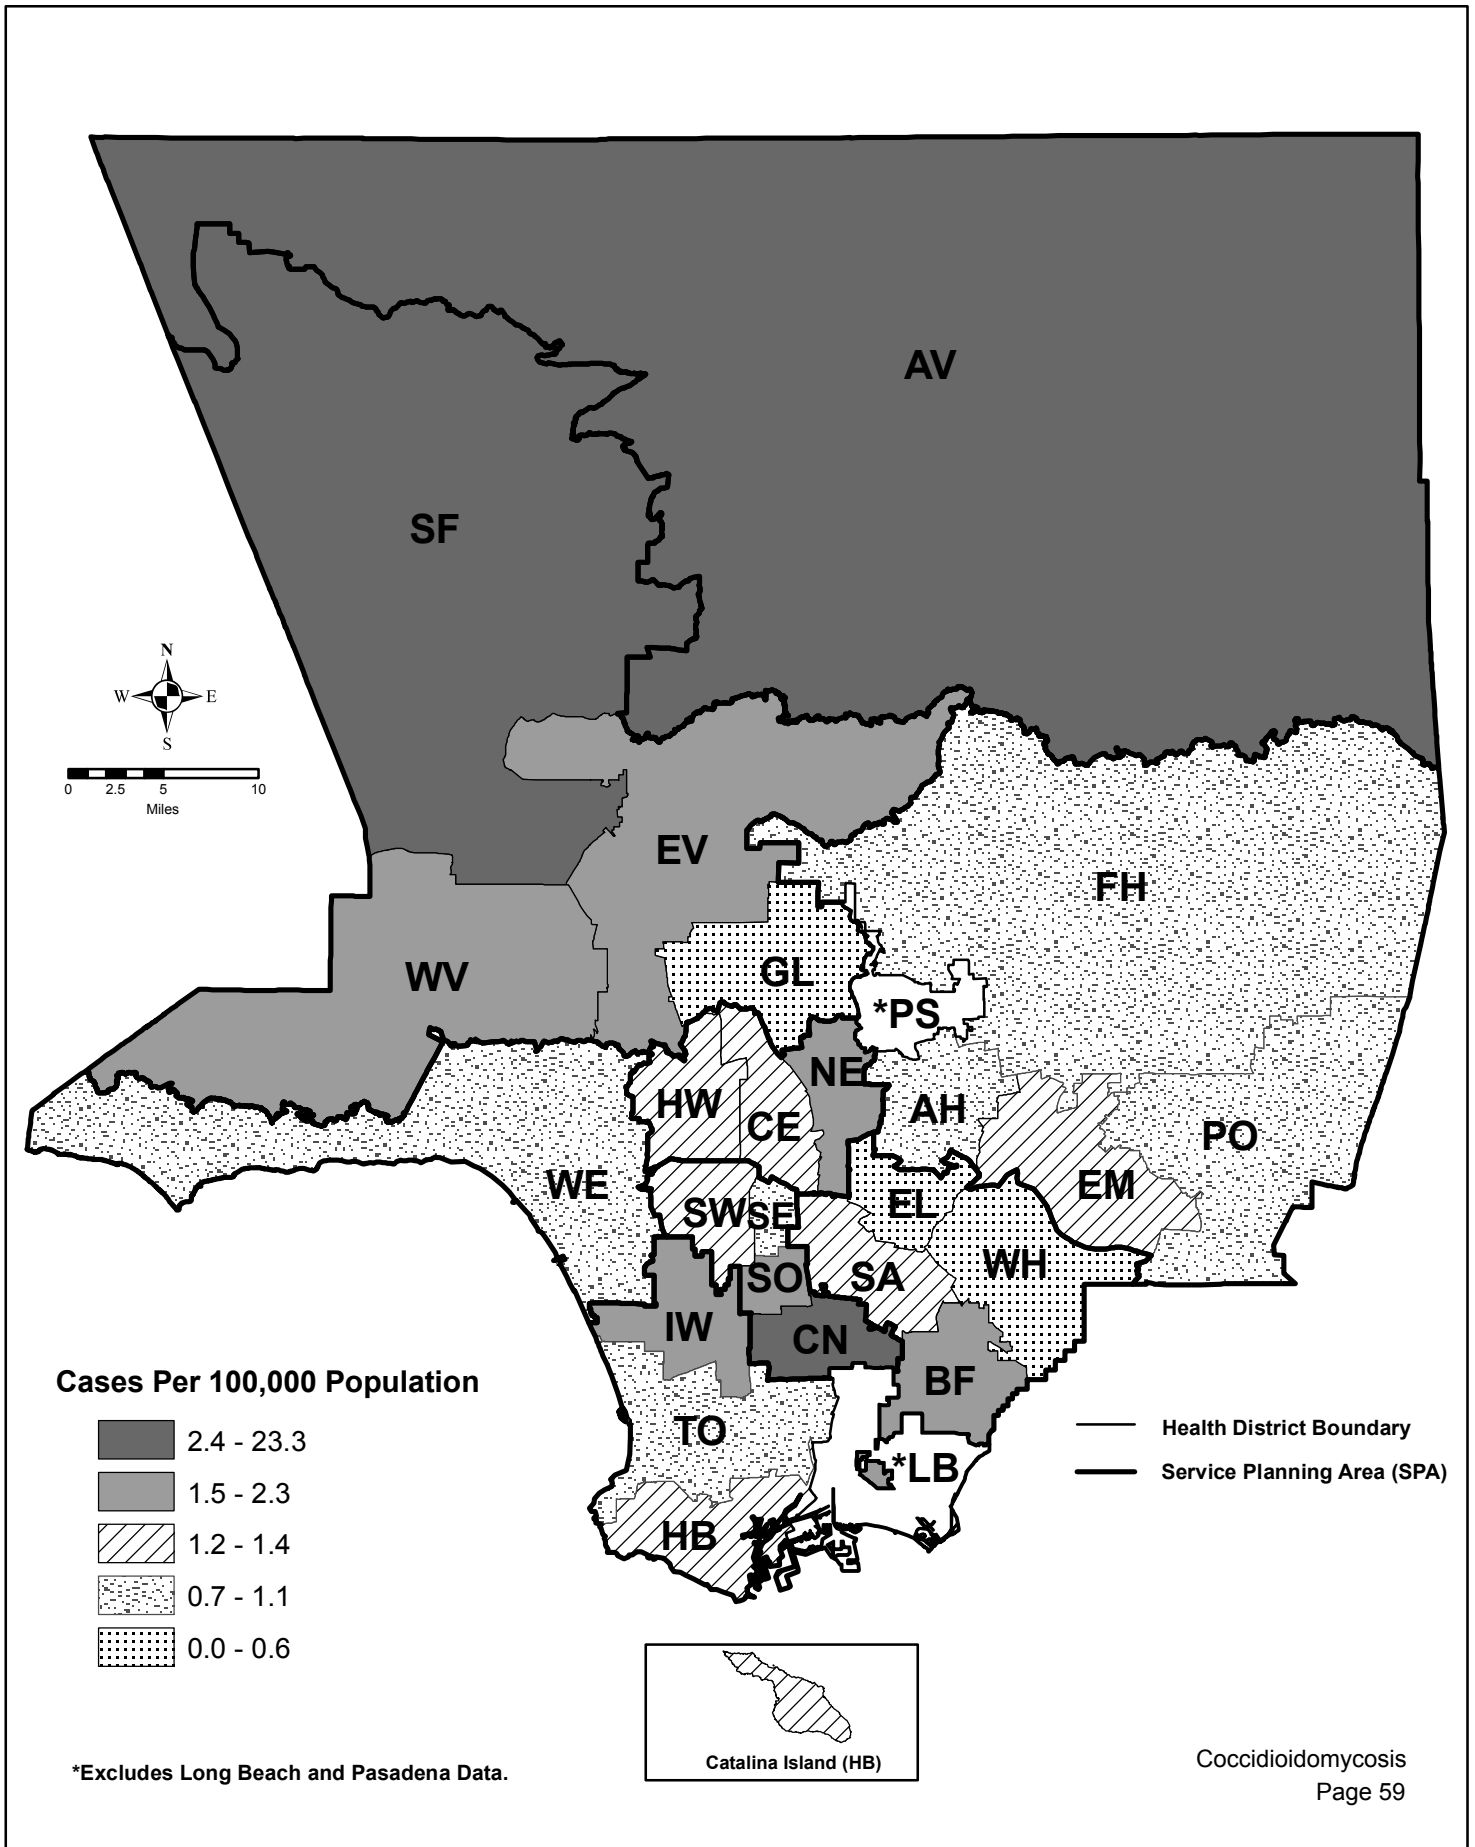 AV
SF
N
W E
S
0 2.5 5 10
Miles
EV
FH
GL
WV
*PS
NE
HW
AH
CE
PO
WE
EM
EL
SW
SE
WH
SO
SA
IW
CN
BF
TO
*LB
HB
Cases Per 100,000 Population
2.4 - 23.3
1.5 - 2.3
1.2 - 1.4
0.7 - 1.1
0.0 - 0.6
Health District Boundary
Service Planning Area (SPA)
Catalina Island (HB)
*Excludes Long Beach and Pasadena Data.
Coccidioidomycosis
Page 59